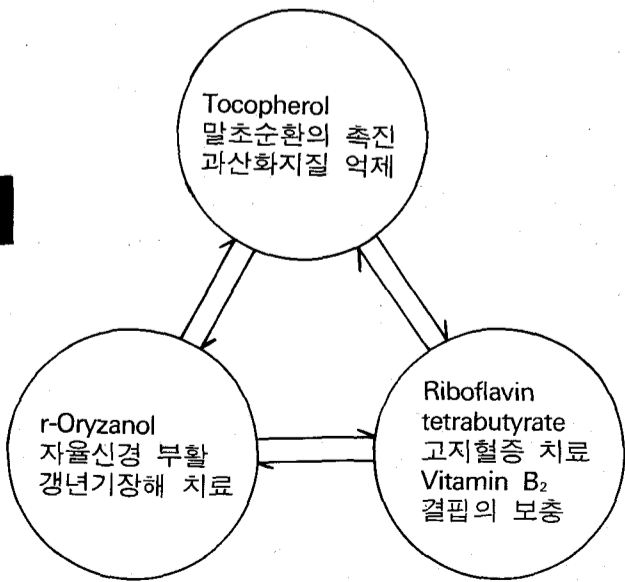 Tocopherol
말초순환의 촉진
과산화지질 억제
r-Oryzanol
자율신경 부활
갱년기장해 치료
Riboflavin
tetrabutyrate
고지혈증 치료
Vitamin B₂
결핍의 보충